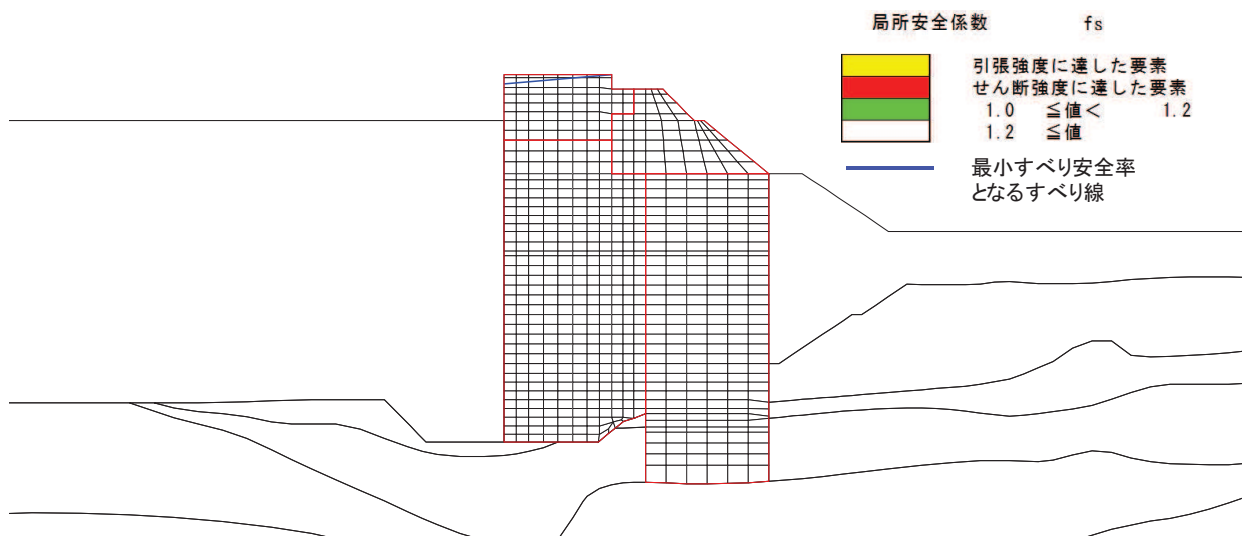 局所安全係数 fs
引張強度に達した要素
せん断強度に達した要素
1.0 ≦値< 1.2
1.2 ≦値
最小すべり安全率
となるすべり線